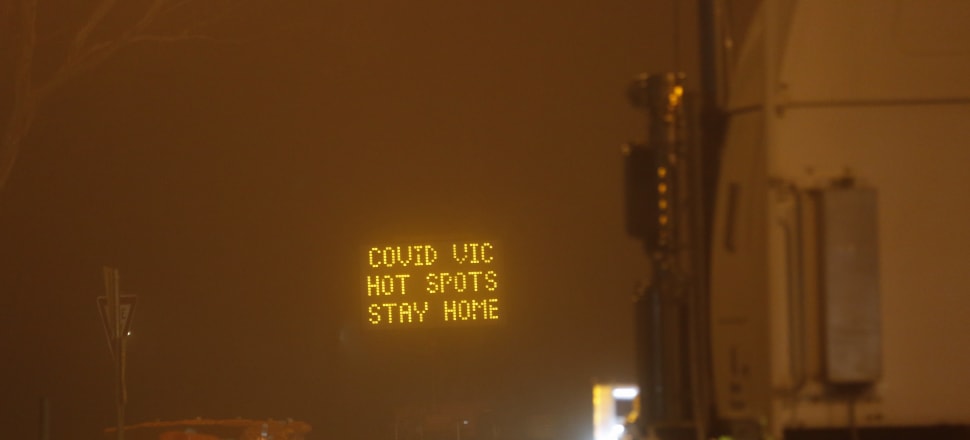 COVID VIC
HOT SPOTS
STAY HOME